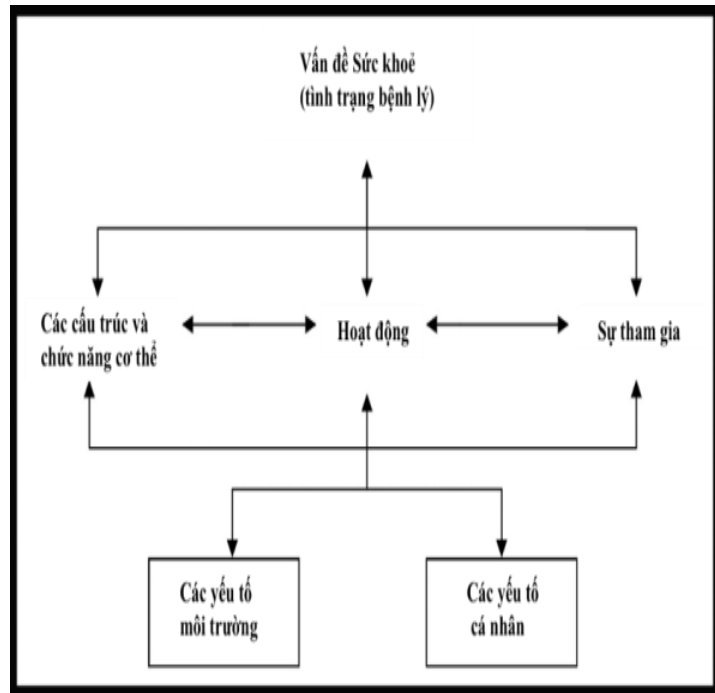 Vấn đề Sức khoẻ
(tình trạng bệnh lý)
Các cấu trúc và
chức năng cơ thể
Hoạt động
Sự tham gia
Các yếu tố
môi trường
Các yếu tố
cá nhân